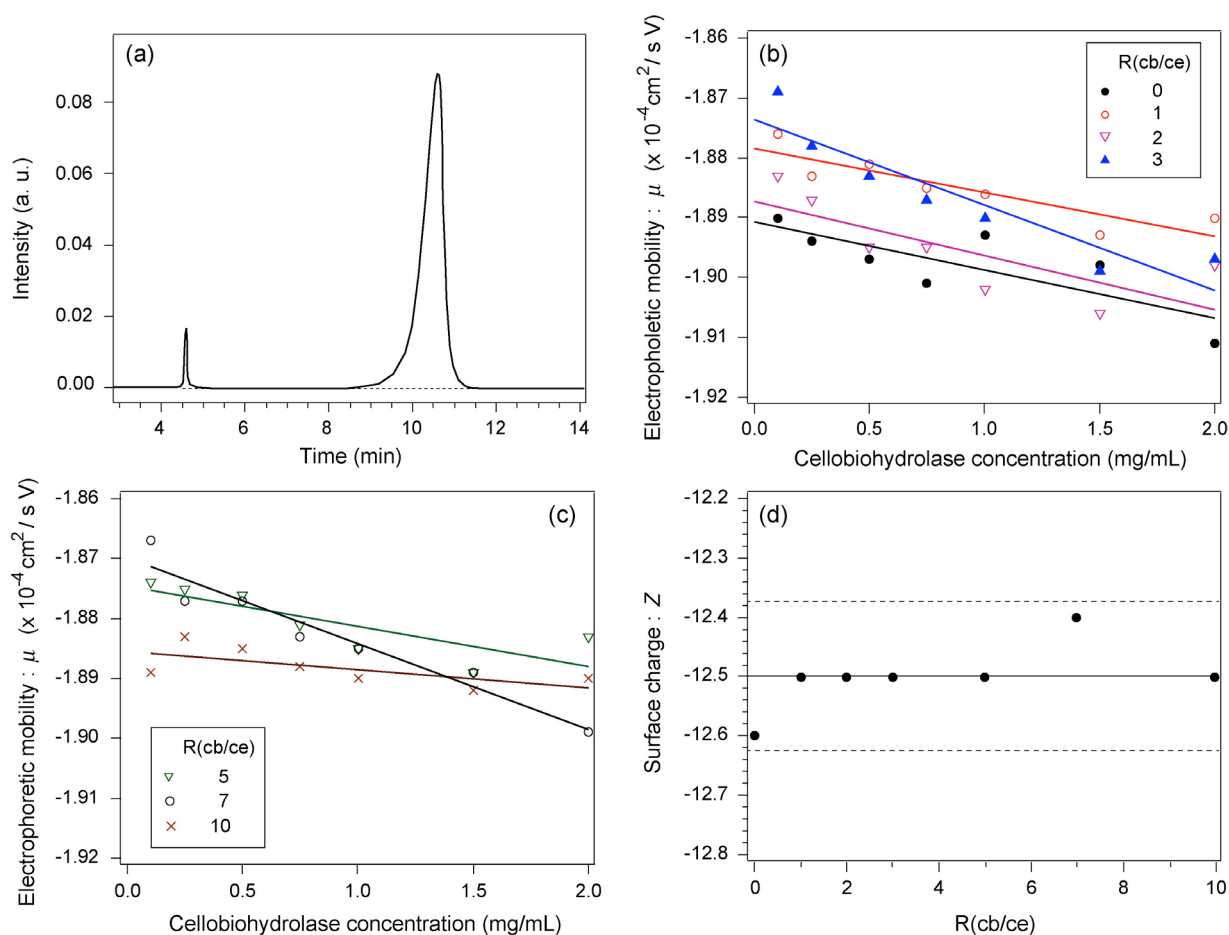 (a)
Intensity (a. u.)
0.08
0.06
0.04
0.02
0.00
4 6 8 10 12 14
Time (min)
(b)
Electropholetic mobility : μ (x 10⁻⁴ cm²/ s V)
-1.86
-1.87
-1.88
-1.89
-1.90
-1.91
-1.92
R(cb/ce)
0
1
2
3
0.0 0.5 1.0 1.5 2.0
Cellobiohydrolase concentration (mg/mL)
(c)
Electrophoretic mobility : μ (x 10⁻⁴ cm²/ s V)
-1.86
-1.87
-1.88
-1.89
-1.90
-1.91
-1.92
R(cb/ce)
5
7
10
0.0 0.5 1.0 1.5 2.0
Cellobiohydrolase concentration (mg/mL)
(d)
Surface charge : Z
-12.2
-12.3
-12.4
-12.5
-12.6
-12.7
-12.8
0 2 4 6 8 10
R(cb/ce)